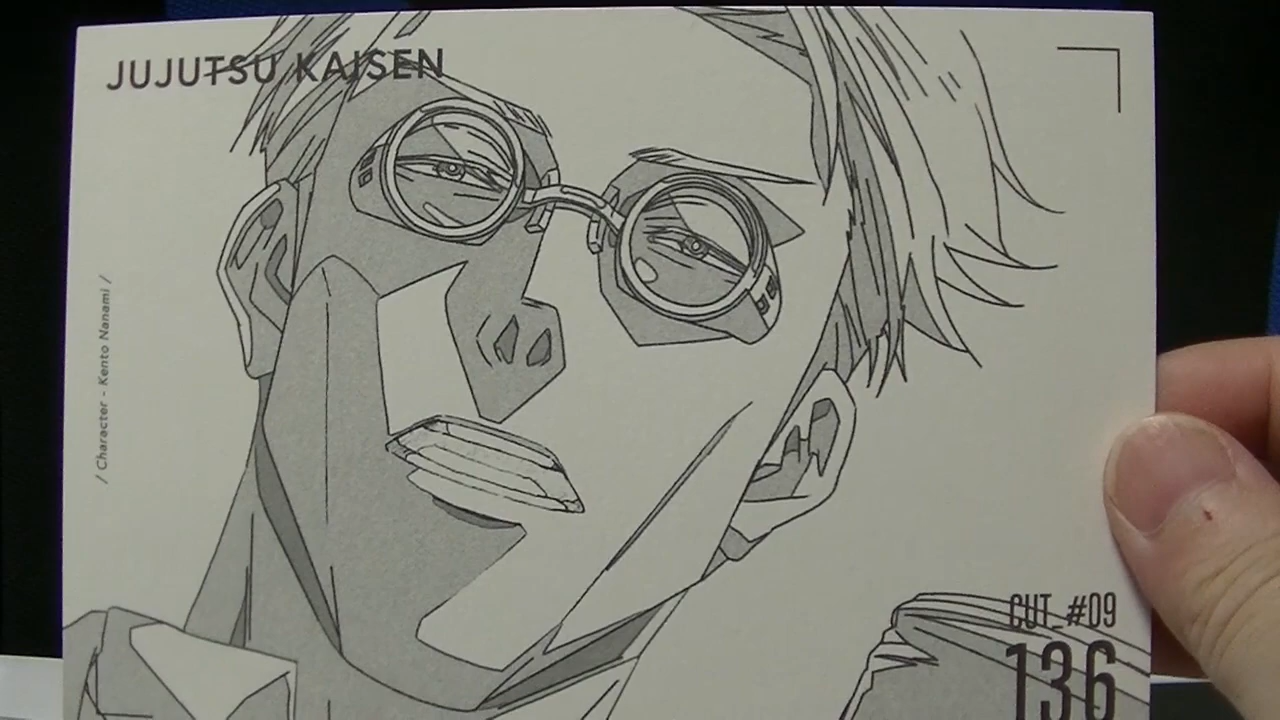 JUJUTSU KAISEN
/ Character - Kento Nanami /
CUT_#09
136